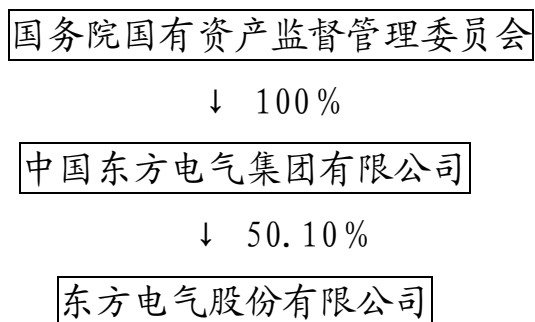 国务院国有资产监督管理委员会
↓ 100%
中国东方电气集团有限公司
↓ 50.10%
东方电气股份有限公司